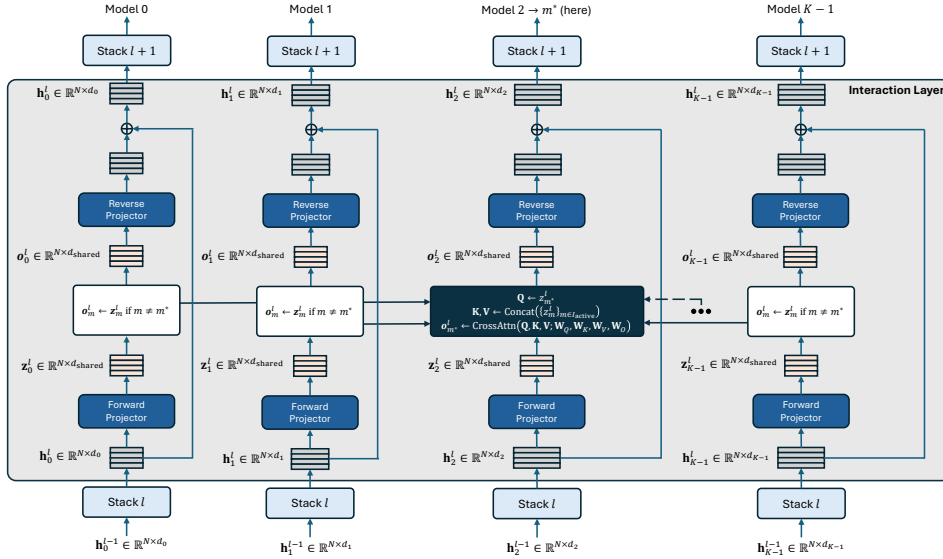 Model 0
Model 1
Model 2 → m* (here)
Model K − 1
Stack l + 1
Stack l + 1
Stack l + 1
Stack l + 1
Interaction Layer
h_0^l ∈ ℝ^{N×d_0}
h_1^l ∈ ℝ^{N×d_1}
h_2^l ∈ ℝ^{N×d_2}
h_{K−1}^l ∈ ℝ^{N×d_{K−1}}
Reverse
Projector
Reverse
Projector
Reverse
Projector
Reverse
Projector
o_0^l ∈ ℝ^{N×d_shared}
o_1^l ∈ ℝ^{N×d_shared}
o_2^l ∈ ℝ^{N×d_shared}
o_{K−1}^l ∈ ℝ^{N×d_shared}
o_m^l ← z_m^l if m ≠ m*
o_m^l ← z_m^l if m ≠ m*
Q ← z_{m*}^l
K, V ← Concat({z_m^l}_{m∈I_active})
o_{m*}^l ← CrossAttn(Q, K, V; W_Q, W_K, W_V, W_O)
o_m^l ← z_m^l if m ≠ m*
z_0^l ∈ ℝ^{N×d_shared}
z_1^l ∈ ℝ^{N×d_shared}
z_2^l ∈ ℝ^{N×d_shared}
z_{K−1}^l ∈ ℝ^{N×d_shared}
Forward
Projector
Forward
Projector
Forward
Projector
Forward
Projector
h_0^l ∈ ℝ^{N×d_0}
h_1^l ∈ ℝ^{N×d_1}
h_2^l ∈ ℝ^{N×d_2}
h_{K−1}^l ∈ ℝ^{N×d_{K−1}}
Stack l
Stack l
Stack l
Stack l
h_0^{l−1} ∈ ℝ^{N×d_0}
h_1^{l−1} ∈ ℝ^{N×d_1}
h_2^{l−1} ∈ ℝ^{N×d_2}
h_{K−1}^{l−1} ∈ ℝ^{N×d_{K−1}}